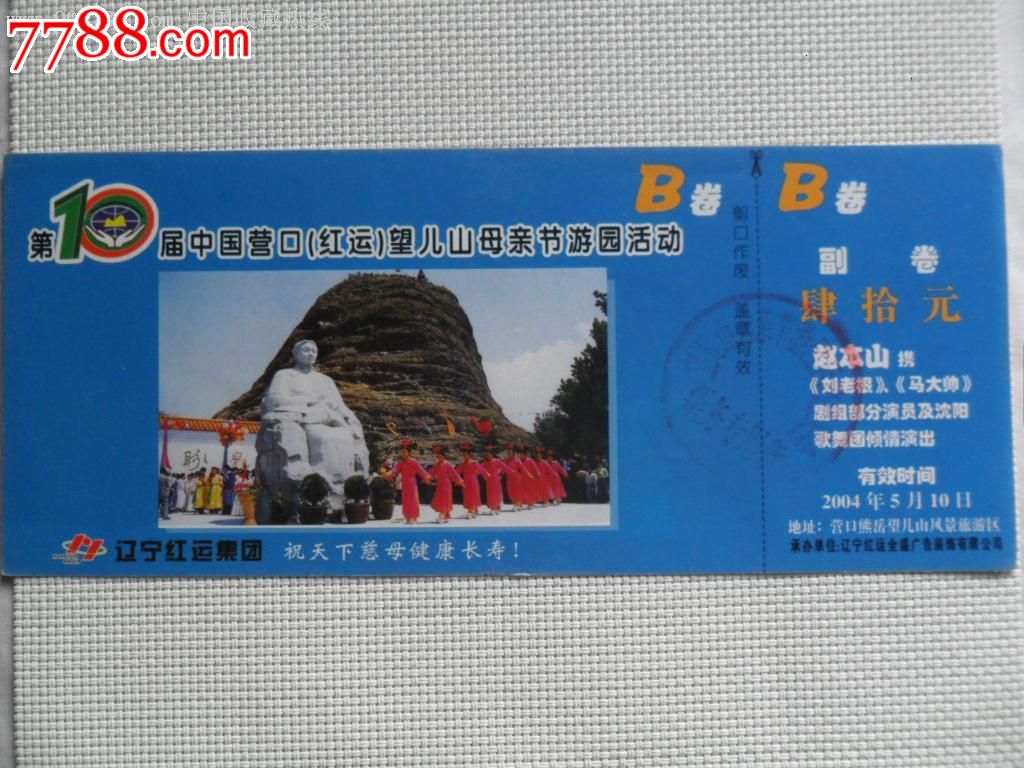 中国收藏热线
7788.com
B卷
第10届中国营口(红运)望儿山母亲节游园活动
辽宁红运集团 祝天下慈母健康长寿!
剪口作废 盖章有效
B卷
副 卷
肆拾元
赵本山 携
《刘老根》、《马大帅》
剧组部分演员及沈阳
歌舞团倾情演出
有效时间
2004年5月10日
地址:营口熊岳望儿山风景旅游区
承办单位:辽宁红运全盛广告装饰有限公司